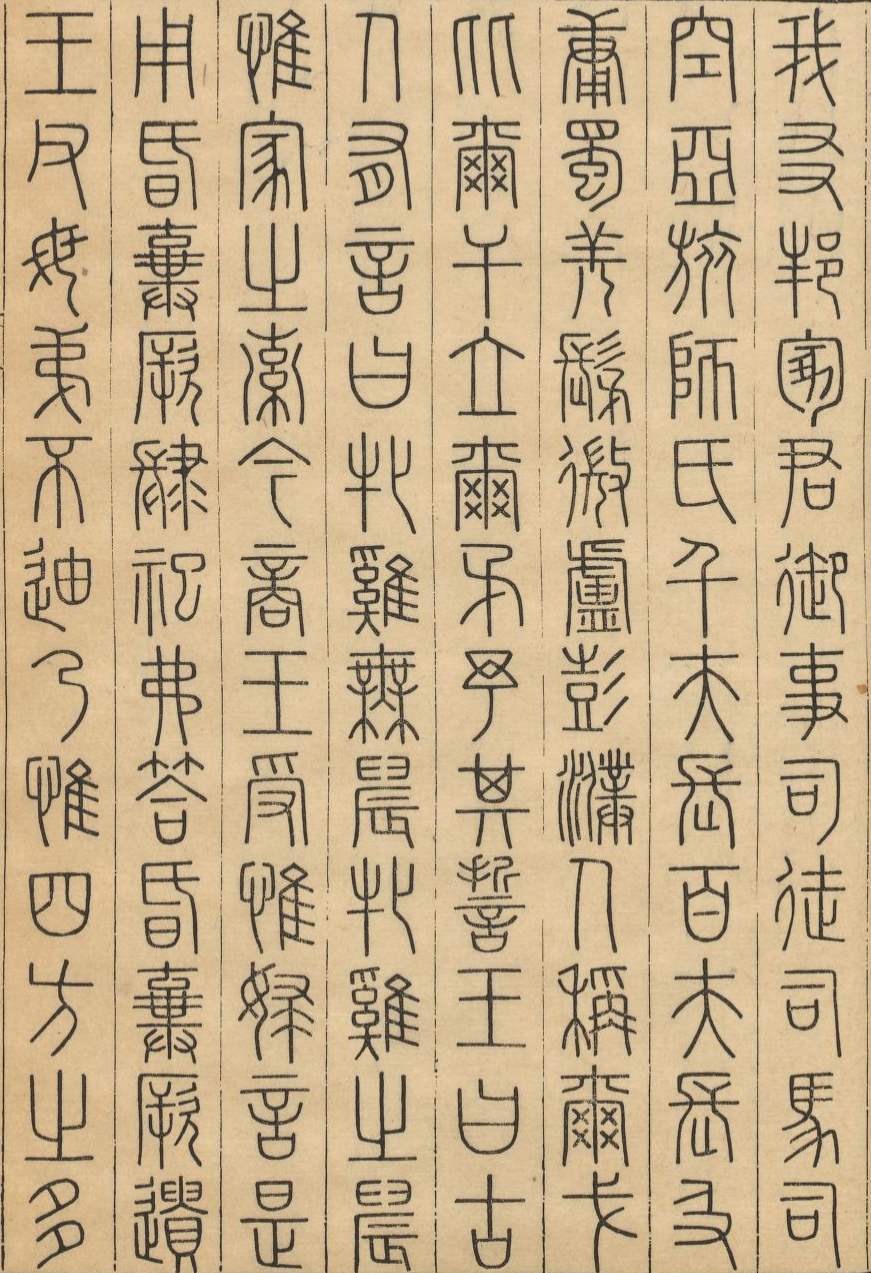 我友邦冢君御事司徒司馬司
空亞旅師氏千夫長百夫長及
庸蜀羌髳微盧彭濮人稱爾戈
比爾干立爾矛予其誓王曰古
人有言曰牝雞無晨牝雞之晨
惟家之索今商王受惟婦言是
用昏棄厥肆祀弗答昏棄厥遺
王父母弟不迪乃惟四方之多